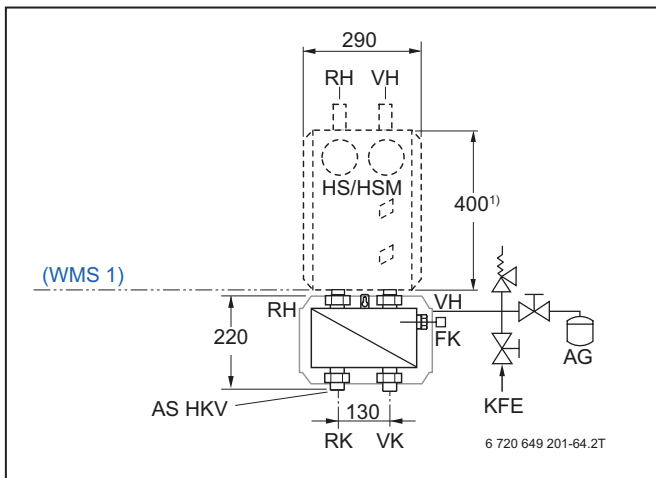 290
RH VH
HS/HSM
400¹⁾
(WMS 1)
RH VH
220
FK
AG
AS HKV
130
KFE
RK VK
6 720 649 201-64.2T